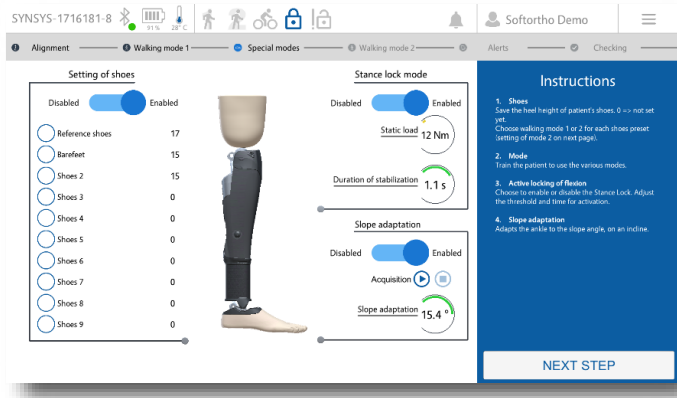 SYNSYS-1716181-8
91%
28° C
Softortho Demo
Alignment
Walking mode 1
Special modes
Walking mode 2
Alerts
Checking
Setting of shoes
Disabled
Enabled
Reference shoes 17
Barefeet 15
Shoes 2 15
Shoes 3 0
Shoes 4 0
Shoes 5 0
Shoes 6 0
Shoes 7 0
Shoes 8 0
Shoes 9 0
Stance lock mode
Disabled
Enabled
Static load 12 Nm
Duration of stabilization 1.1 s
Slope adaptation
Disabled
Enabled
Acquisition
Slope adaptation 15.4 °
Instructions
1. Shoes
Save the heel height of patient's shoes. 0 => not set
yet.
Choose walking mode 1 or 2 for each shoes preset
(setting of mode 2 on next page).
2. Mode
Train the patient to use the various modes.
3. Active locking of flexion
Choose to enable or disable the Stance Lock. Adjust
the threshold and time for activation.
4. Slope adaptation
Adapts the ankle to the slope angle, on an incline.
NEXT STEP